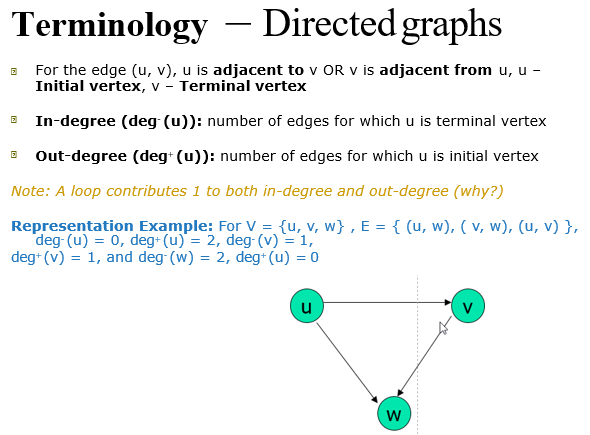 Terminology – Directed graphs
For the edge (u, v), u is adjacent to v OR v is adjacent from u, u –
Initial vertex, v – Terminal vertex
In-degree (deg⁻(u)): number of edges for which u is terminal vertex
Out-degree (deg⁺(u)): number of edges for which u is initial vertex
Note: A loop contributes 1 to both in-degree and out-degree (why?)
Representation Example: For V = {u, v, w} , E = { (u, w), ( v, w), (u, v) },
deg⁻(u) = 0, deg⁺(u) = 2, deg⁻(v) = 1,
deg⁺(v) = 1, and deg⁻(w) = 2, deg⁺(u) = 0
u
v
w